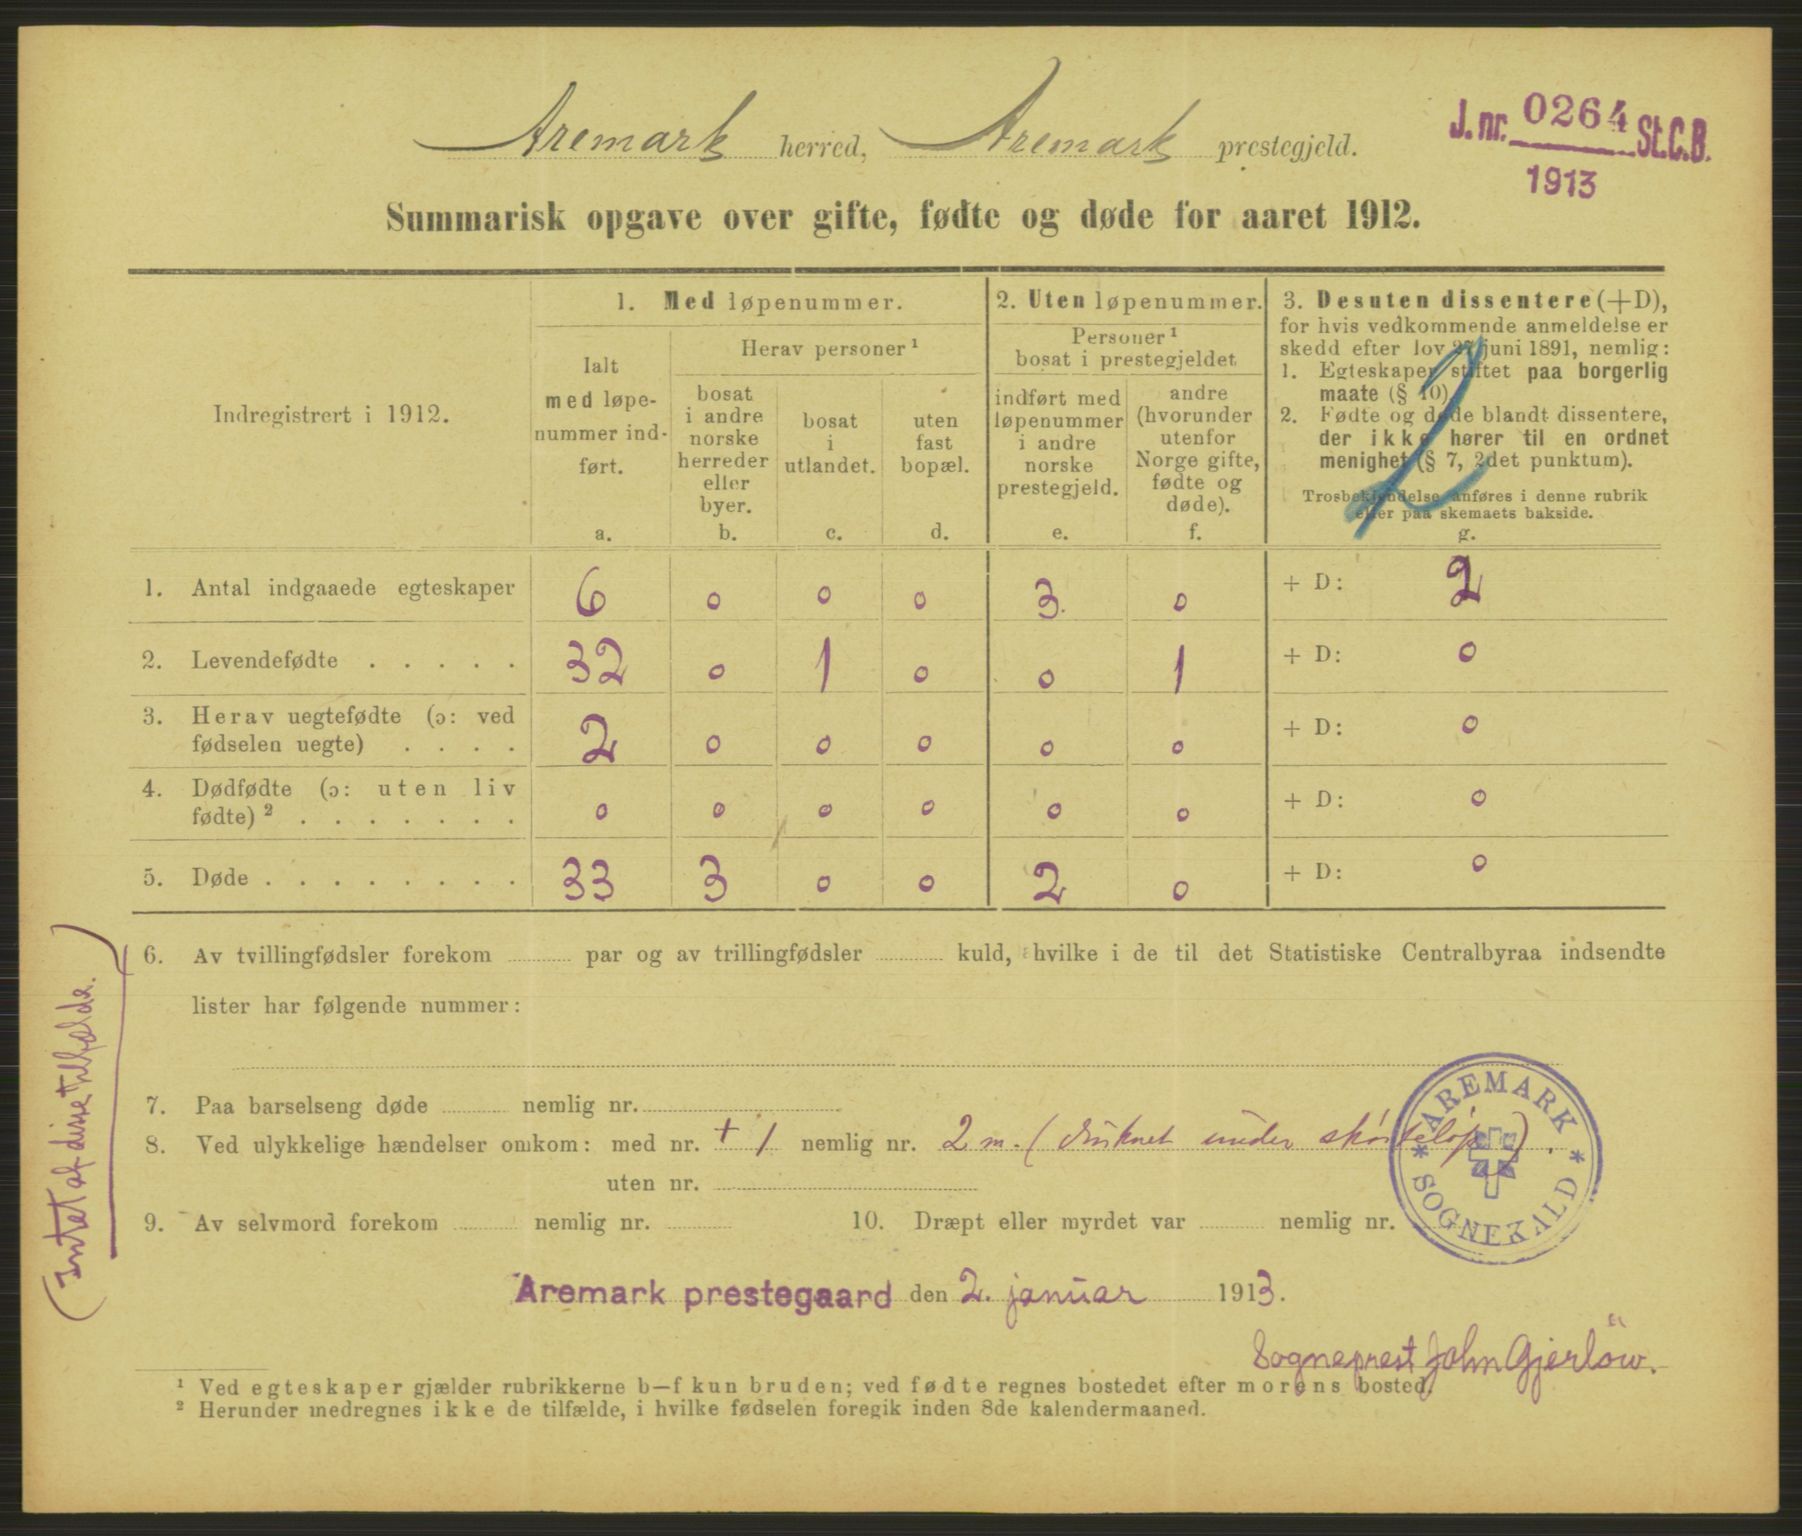 Aremark herred, Aremark prestegjeld.
J. nr. 0264 St.C.B.
1913
Summarisk opgave over gifte, fødte og døde for aaret 1912.
Indregistrert i 1912.
1. Med løpenummer.
Ialt
med løpe-
nummer ind-
ført.
a.
Herav personer ¹
bosat
i andre
norske
herreder
eller
byer.
b.
bosat
i
utlandet.
c.
uten
fast
bopæl.
d.
2. Uten løpenummer.
Personer ¹
bosat i prestegjeldet
indført med
løpenummer
i andre
norske
prestegjeld.
e.
andre
(hvorunder
utenfor
Norge gifte,
fødte og
døde).
f.
3. Desuten dissentere (+D),
for hvis vedkommende anmeldelse er
skedd efter lov 27 juni 1891, nemlig:
1. Egteskaper stiftet paa borgerlig
maate (§ 10).
2. Fødte og døde blandt dissentere,
der ikke hører til en ordnet
menighet (§ 7, 2det punktum).
Trosbekjendelse anføres i denne rubrik
eller paa skemaets bakside.
g.
2
1. Antal indgaaede egteskaper 6 0 0 0 3. 0 + D: 2
2. Levendefødte . . . . . 32 0 1 0 0 1 + D: 0
3. Herav uegtefødte (ɔ: ved
fødselen uegte) . . . . 2 0 0 0 0 0 + D: 0
4. Dødfødte (ɔ: uten liv
fødte) ² . . . . . . . 0 0 0 0 0 0 + D: 0
5. Døde . . . . . . . . . 33 3 0 0 2 0 + D: 0
6. Av tvillingfødsler forekom ........ par og av trillingfødsler ........ kuld, hvilke i de til det Statistiske Centralbyraa indsendte
lister har følgende nummer:
7. Paa barselseng døde ........ nemlig nr. ........
8. Ved ulykkelige hændelser omkom: med nr. + 1 nemlig nr. 2 m. ( druknet under skøiteløp ) .
uten nr. ........
9. Av selvmord forekom ........ nemlig nr. ........ 10. Dræpt eller myrdet var ........ nemlig nr.
(Intet af disse tilfælde.)
AREMARK * SOGNEKALD *
Aremark prestegaard den 2. januar 1913.
Sogneprest John Gjerløw.
¹ Ved egteskaper gjælder rubrikkerne b—f kun bruden; ved fødte regnes bostedet efter morens bosted.
² Herunder medregnes ikke de tilfælde, i hvilke fødselen foregik inden 8de kalendermaaned.